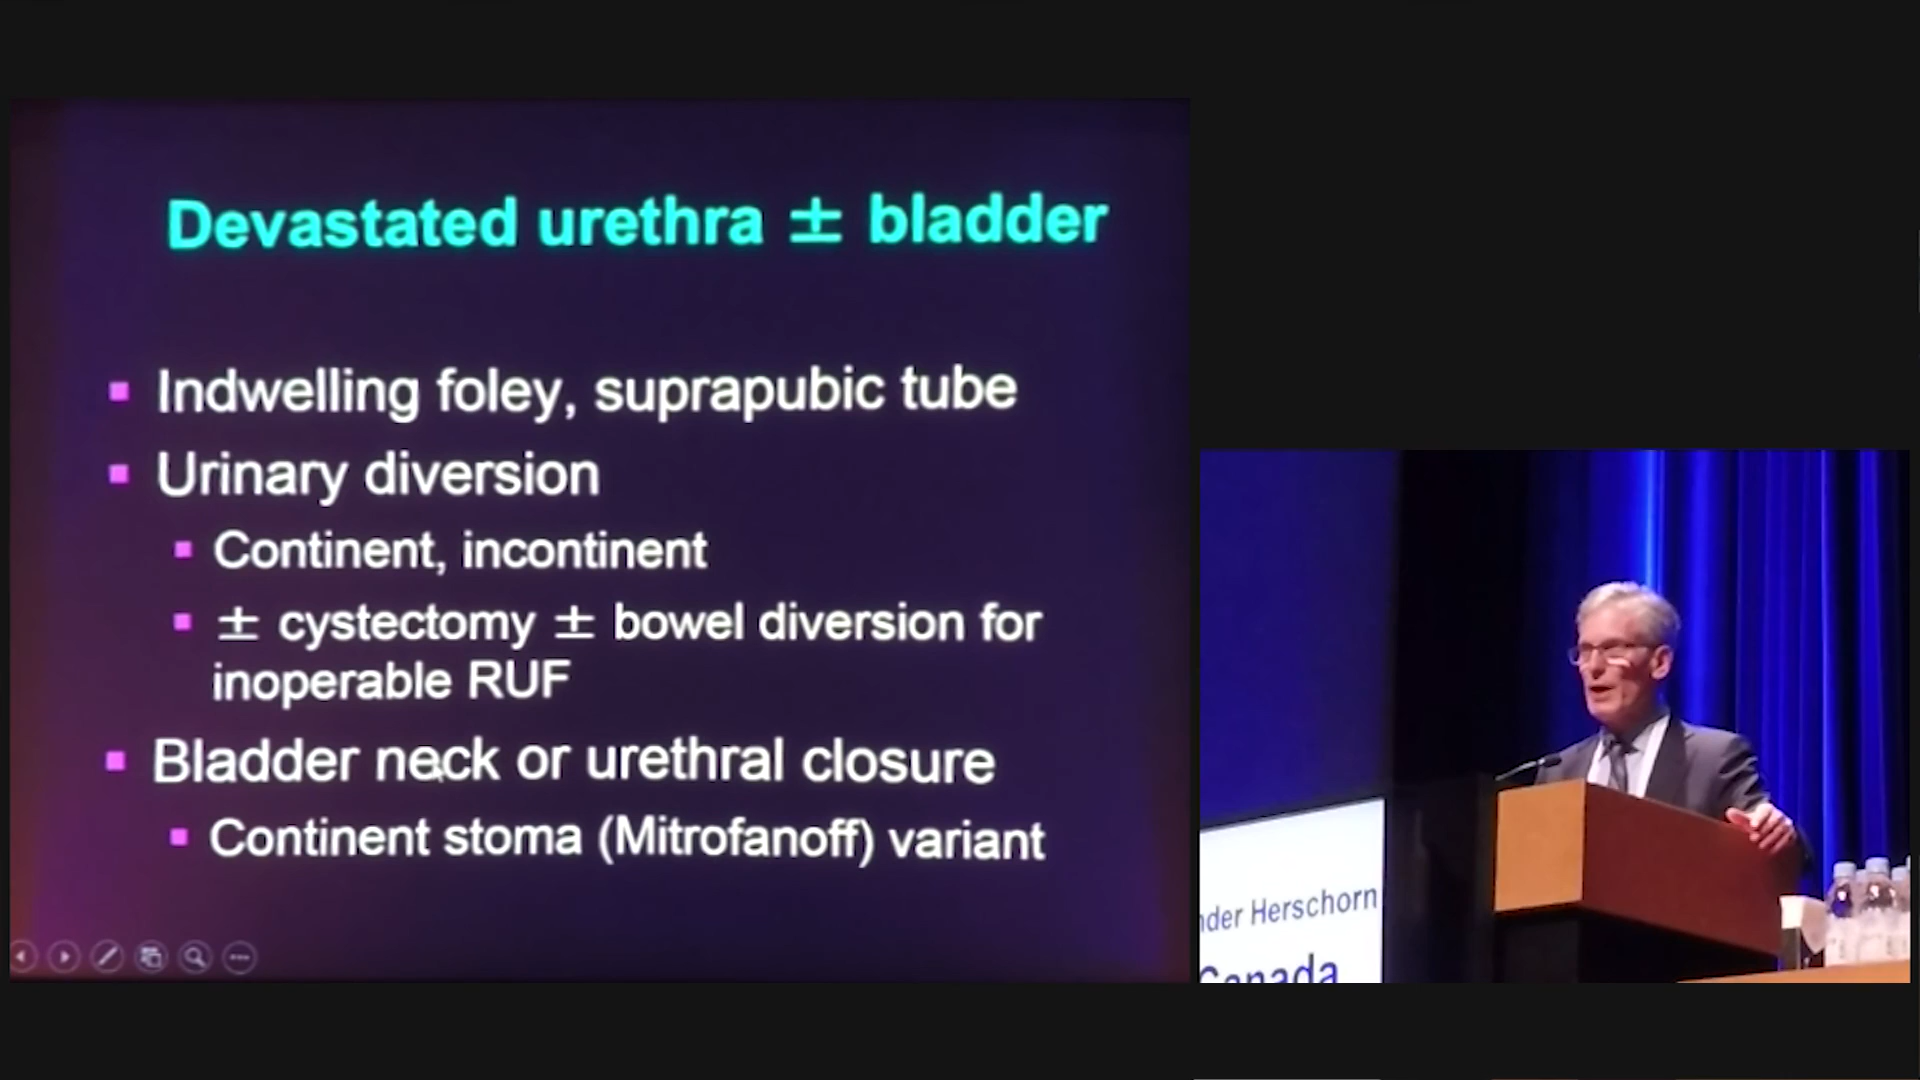 Devastated urethra ± bladder
Indwelling foley, suprapubic tube
Urinary diversion
Continent, incontinent
± cystectomy ± bowel diversion for
inoperable RUF
Bladder neck or urethral closure
Continent stoma (Mitrofanoff) variant
nder Herschorn
Canada